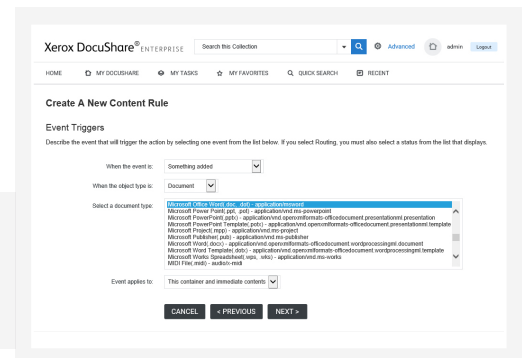 Xerox DocuShare® ENTERPRISE
Search this Collection
Advanced
admin
Logout
HOME
MY DOCUSHARE
MY TASKS
MY FAVORITES
QUICK SEARCH
RECENT
Create A New Content Rule
Event Triggers
Describe the event that will trigger the action by selecting one event from the list below. If you select Routing, you must also select a status from the list that displays.
When the event is:
Something added
When the object type is:
Document
Select a document type:
Microsoft Office Word(.doc, .dot) - application/msword
Microsoft Power Point(.ppt, .pot) - application/vnd.ms-powerpoint
Microsoft PowerPoint(.pptx) - application/vnd.openxmlformats-officedocument.presentationml.presentation
Microsoft PowerPoint Template(.potx) - application/vnd.openxmlformats-officedocument.presentationml.template
Microsoft Project(.mpp) - application/vnd.ms-project
Microsoft Publisher(.pub) - application/vnd.ms-publisher
Microsoft Word(.docx) - application/vnd.openxmlformats-officedocument.wordprocessingml.document
Microsoft Word Template(.dotx) - application/vnd.openxmlformats-officedocument.wordprocessingml.template
Microsoft Works Spreadsheet(.wps, .wks) - application/vnd.ms-works
MIDI File(.midi) - audio/x-midi
Event applies to:
This container and immediate contents
CANCEL
< PREVIOUS
NEXT >